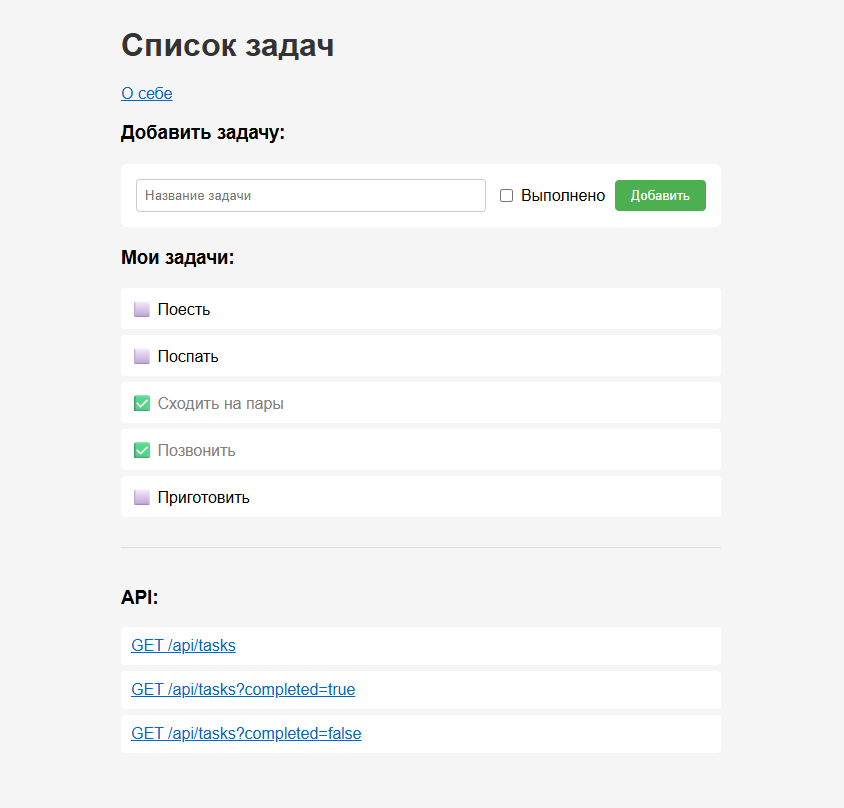 Список задач
О себе
Добавить задачу:
Название задачи
Выполнено
Добавить
Мои задачи:
Поесть
Поспать
Сходить на пары
Позвонить
Приготовить
API:
GET /api/tasks
GET /api/tasks?completed=true
GET /api/tasks?completed=false